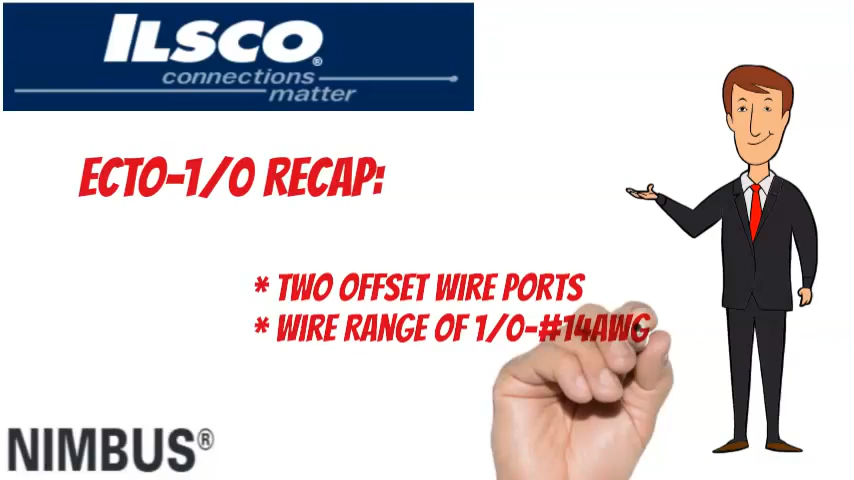 ILSCO®
connections
matter
ECTO-1/0 RECAP:
* TWO OFFSET WIRE PORTS
* WIRE RANGE OF 1/0-#14AWG
NIMBUS®